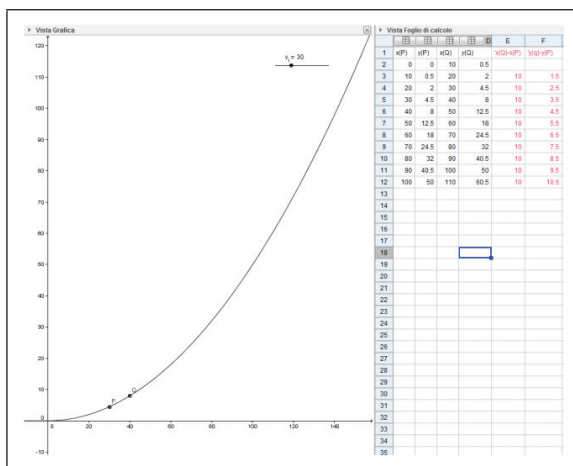 Vista Grafica
v_i = 30
120
110
100
90
80
70
60
50
40
30
20
10
0
-10
0 20 40 60 80 100 120 140
P
Q
Vista Foglio di calcolo
D E F
1 x(P) y(P) x(Q) y(Q) 'x(Q)-x(P) 'y(q)-y(P)
2 0 0 10 0.5
3 10 0.5 20 2 10 1.5
4 20 2 30 4.5 10 2.5
5 30 4.5 40 8 10 3.5
6 40 8 50 12.5 10 4.5
7 50 12.5 60 18 10 5.5
8 60 18 70 24.5 10 6.5
9 70 24.5 80 32 10 7.5
10 80 32 90 40.5 10 8.5
11 90 40.5 100 50 10 9.5
12 100 50 110 60.5 10 10.5
13
14
15
16
17
18
19
20
21
22
23
24
25
26
27
28
29
30
31
32
33
34
35